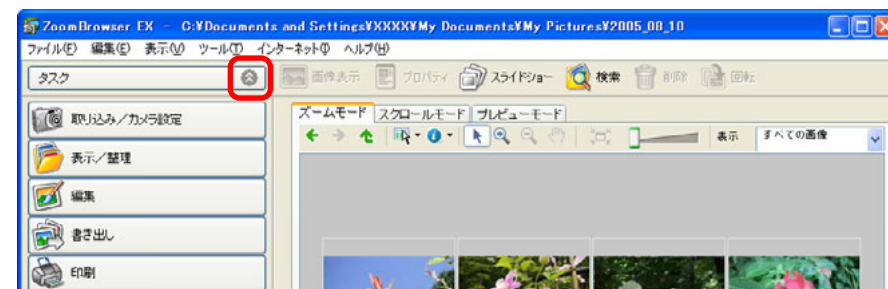 ZoomBrowser EX - C:¥Documents and Settings¥XXXX¥My Documents¥My Pictures¥2005_08_10
ファイル(F) 編集(E) 表示(V) ツール(T) インターネット(I) ヘルプ(H)
タスク 画像表示 プロパティ スライドショー 検索 削除 回転
取り込み/カメラ設定
ズームモード スクロールモード プレビューモード
表示 すべての画像
表示/整理
編集
書き出し
印刷